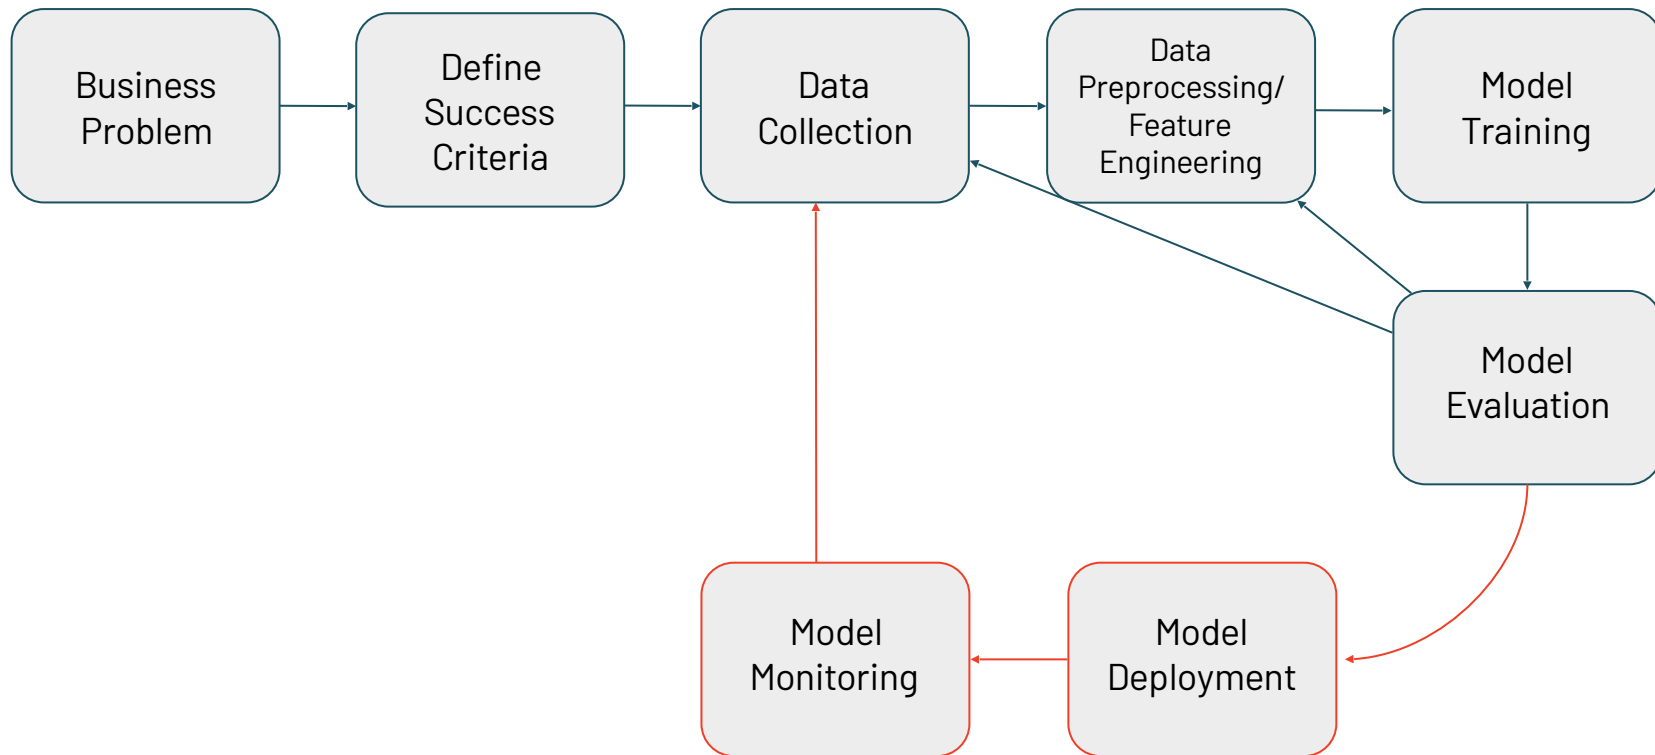 Business
Problem
Define
Success
Criteria
Data
Collection
Data
Preprocessing/
Feature
Engineering
Model
Training
Model
Evaluation
Model
Monitoring
Model
Deployment